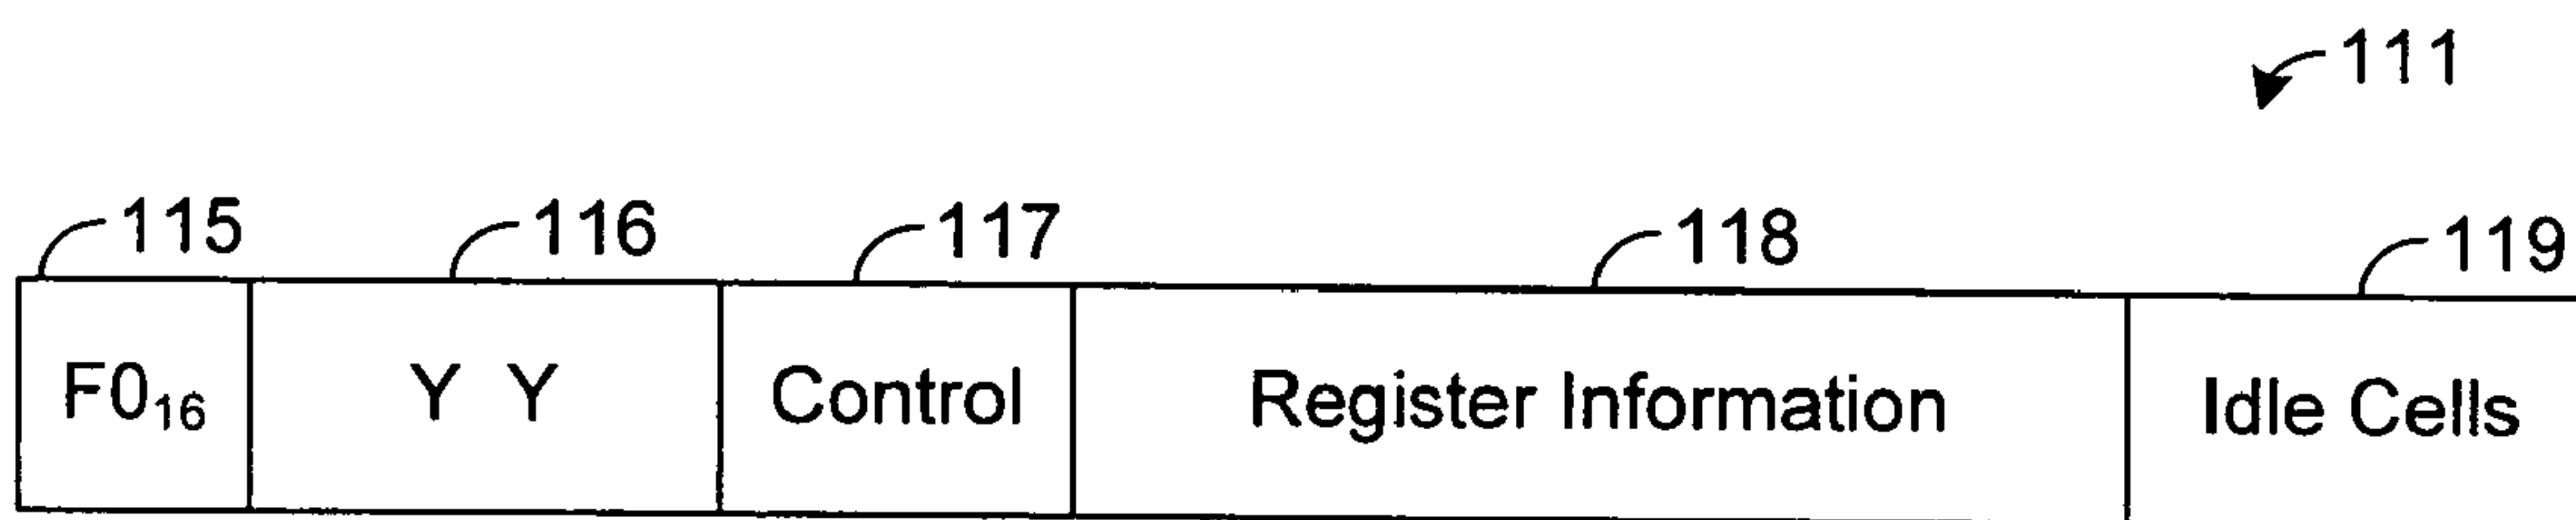 111
115 116 117 118 119
F0₁₆ Y Y Control Register Information Idle Cells